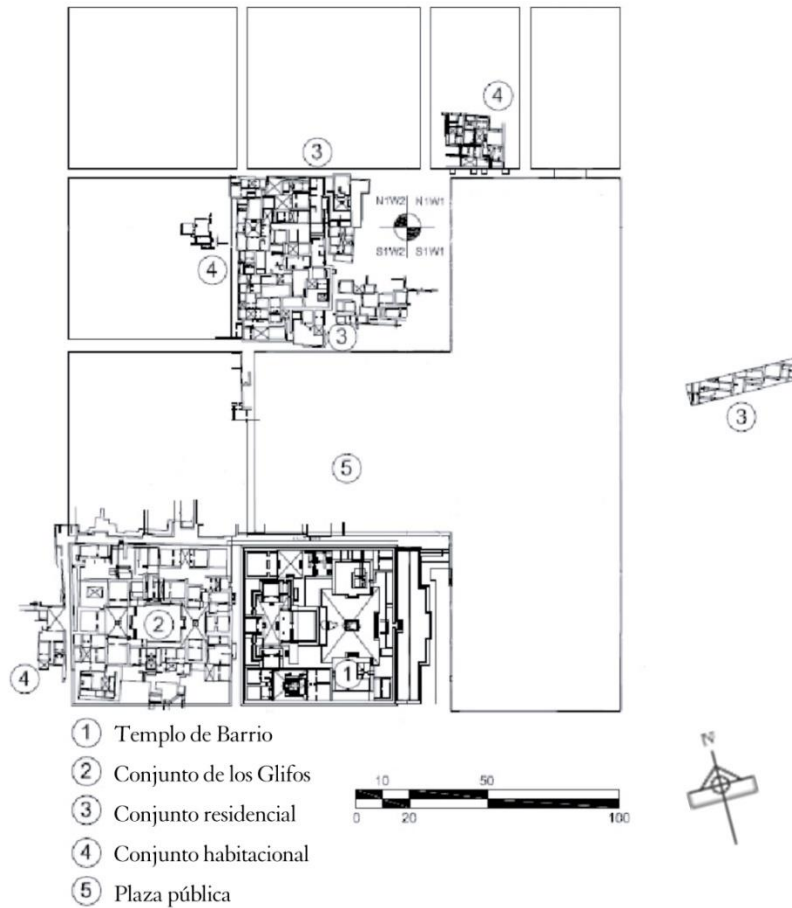 4
3
N1W2 N1W1
S1W2 S1W1
4
3
3
5
2
4
1
1 Templo de Barrio
2 Conjunto de los Glifos
3 Conjunto residencial
4 Conjunto habitacional
5 Plaza pública
10 50
0 20 100
N